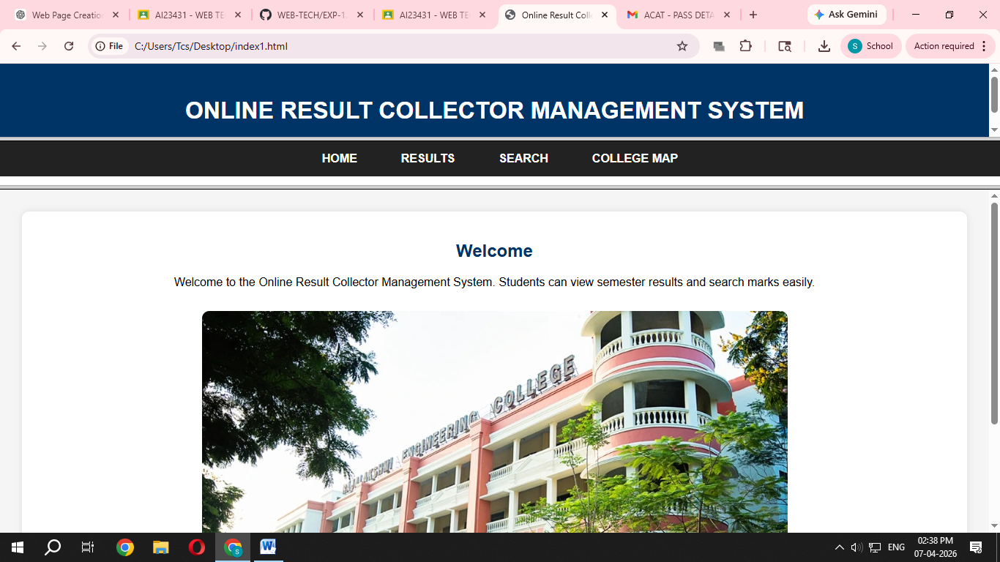 Web Page Creation
AI23431 - WEB TE
WEB-TECH/EXP-1.
AI23431 - WEB TE
Online Result Coll
ACAT - PASS DETA
Ask Gemini
File
C:/Users/Tcs/Desktop/index1.html
S
School
Action required
ONLINE RESULT COLLECTOR MANAGEMENT SYSTEM
HOME
RESULTS
SEARCH
COLLEGE MAP
Welcome
Welcome to the Online Result Collector Management System. Students can view semester results and search marks easily.
RAJALAKSHMI ENGINEERING COLLEGE
S
W
ENG
02:38 PM
07-04-2026